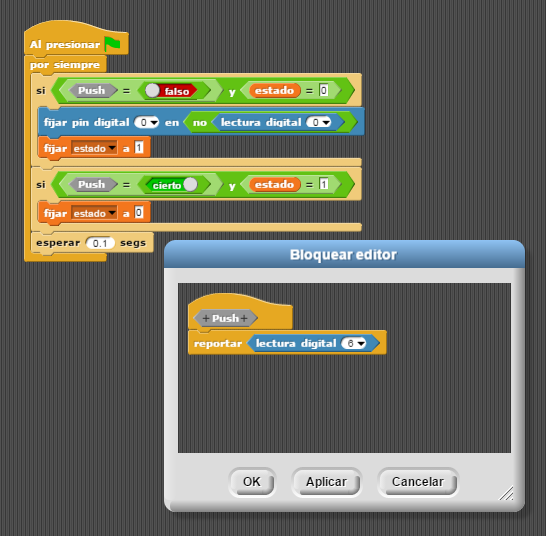 Al presionar
por siempre
si Push = falso y estado = 0
fijar pin digital 0 en no lectura digital 0
fijar estado a 1
si Push = cierto y estado = 1
fijar estado a 0
esperar 0.1 segs
Bloquear editor
+ Push +
reportar lectura digital 6
OK Aplicar Cancelar